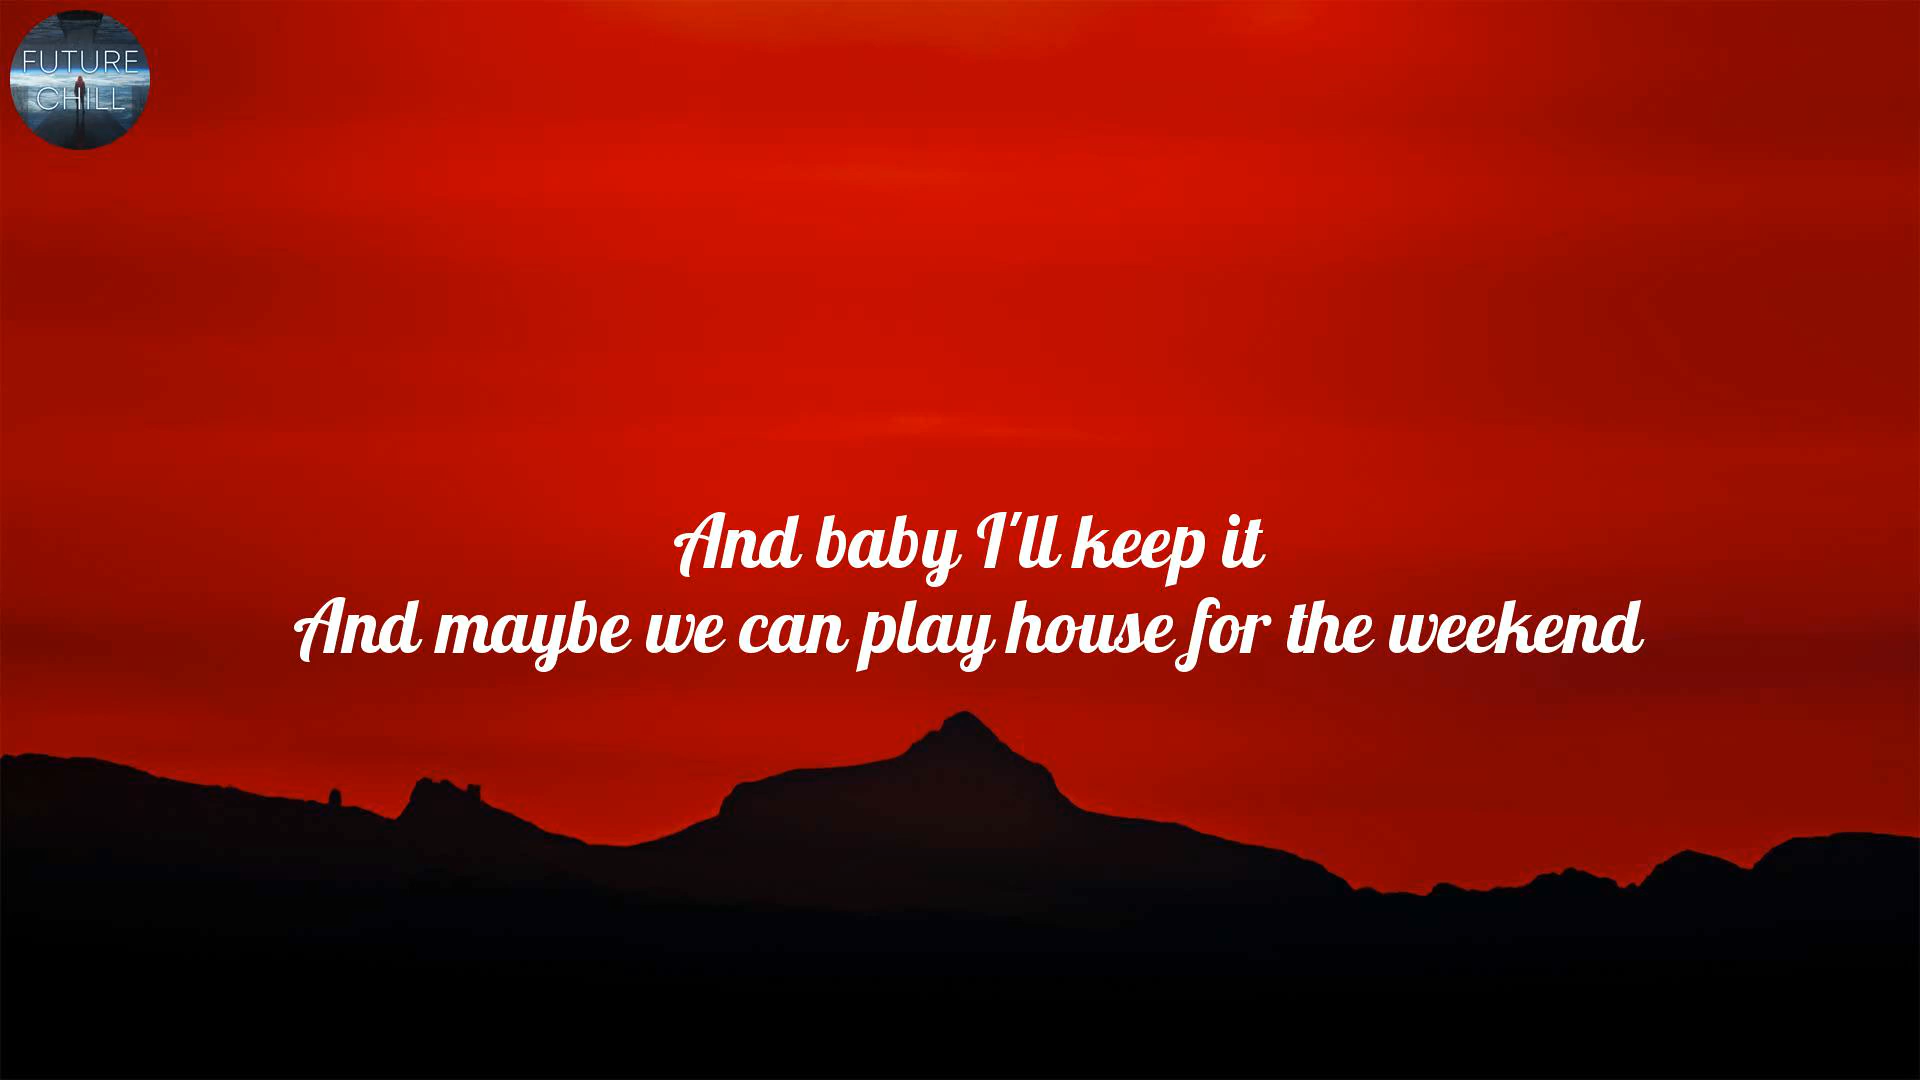 FUTURE
CHILL
And baby I'll keep it
And maybe we can play house for the weekend